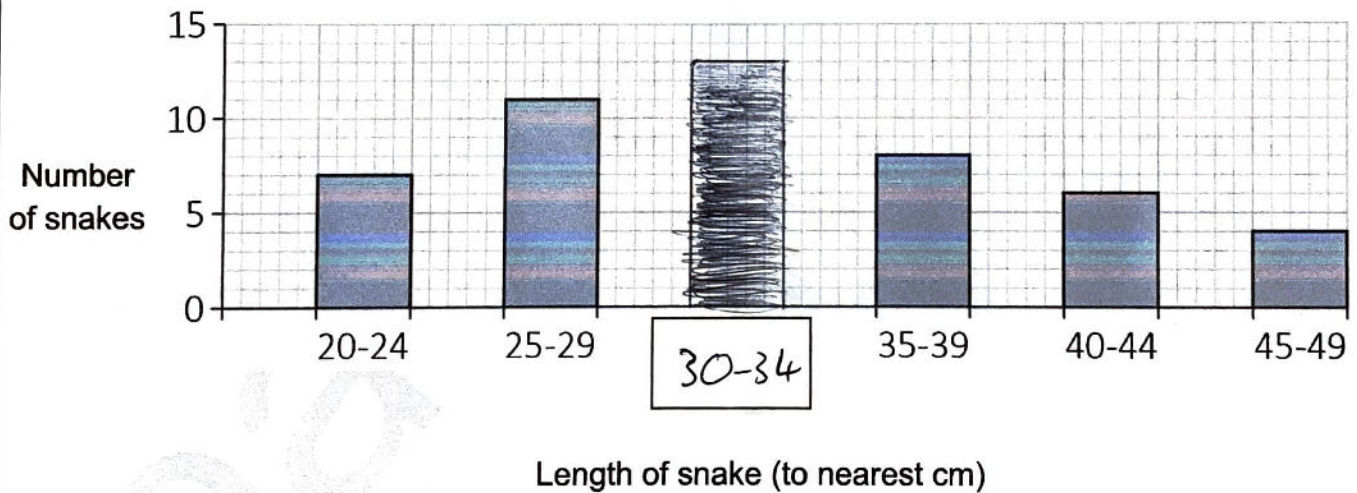 15
10
Number
of snakes
5
0
20-24 25-29 30-34 35-39 40-44 45-49
Length of snake (to nearest cm)